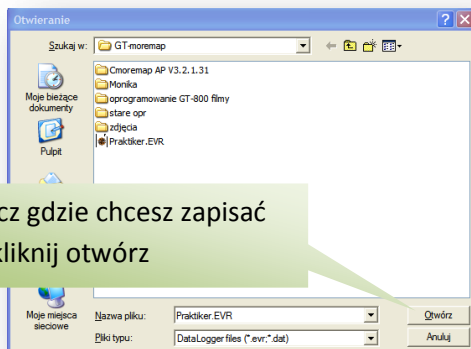 Otwieranie
Szukaj w: GT-moremap
Moje bieżące
dokumenty
Pulpit
Cmoremap AP V3.2.1.31
Monika
oprogramowanie GT-800 filmy
stare opr
zdjęcia
Praktiker.EVR
cz gdzie chcesz zapisać
kliknij otwórz
Moje miejsca
sieciowe
Nazwa pliku: Praktiker.EVR Otwórz
Pliki typu: DataLogger files (*.evr;*.dat) Anuluj